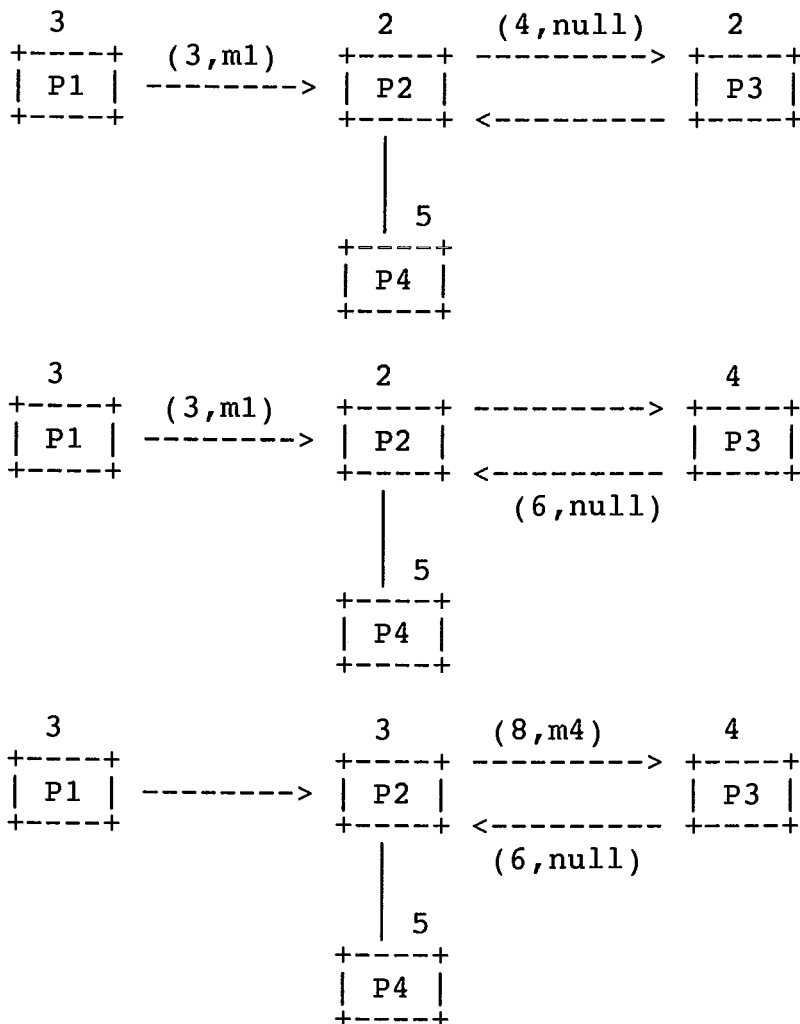 3 2 2
(3,m1) (4,null)
P1 P2 P3
5
P4
3 2 4
(3,m1)
P1 P2 P3
(6,null)
5
P4
3 3 4
(8,m4)
P1 P2 P3
(6,null)
5
P4